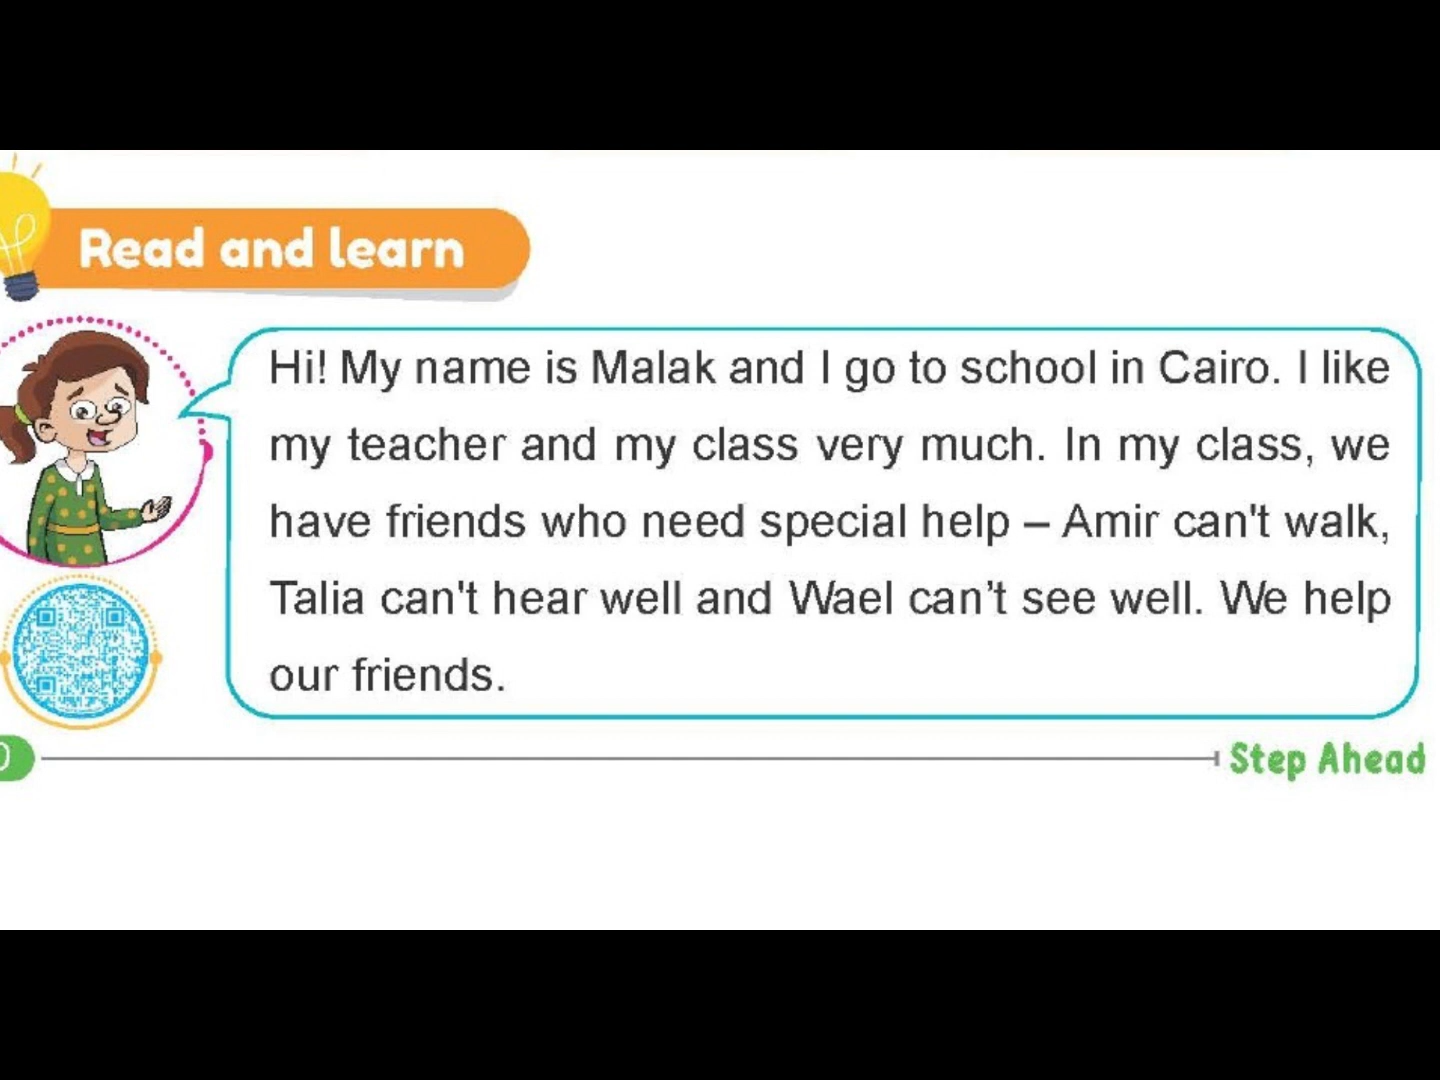 Read and learn
Hi! My name is Malak and I go to school in Cairo. I like
my teacher and my class very much. In my class, we
have friends who need special help – Amir can't walk,
Talia can't hear well and Wael can’t see well. We help
our friends.
Step Ahead